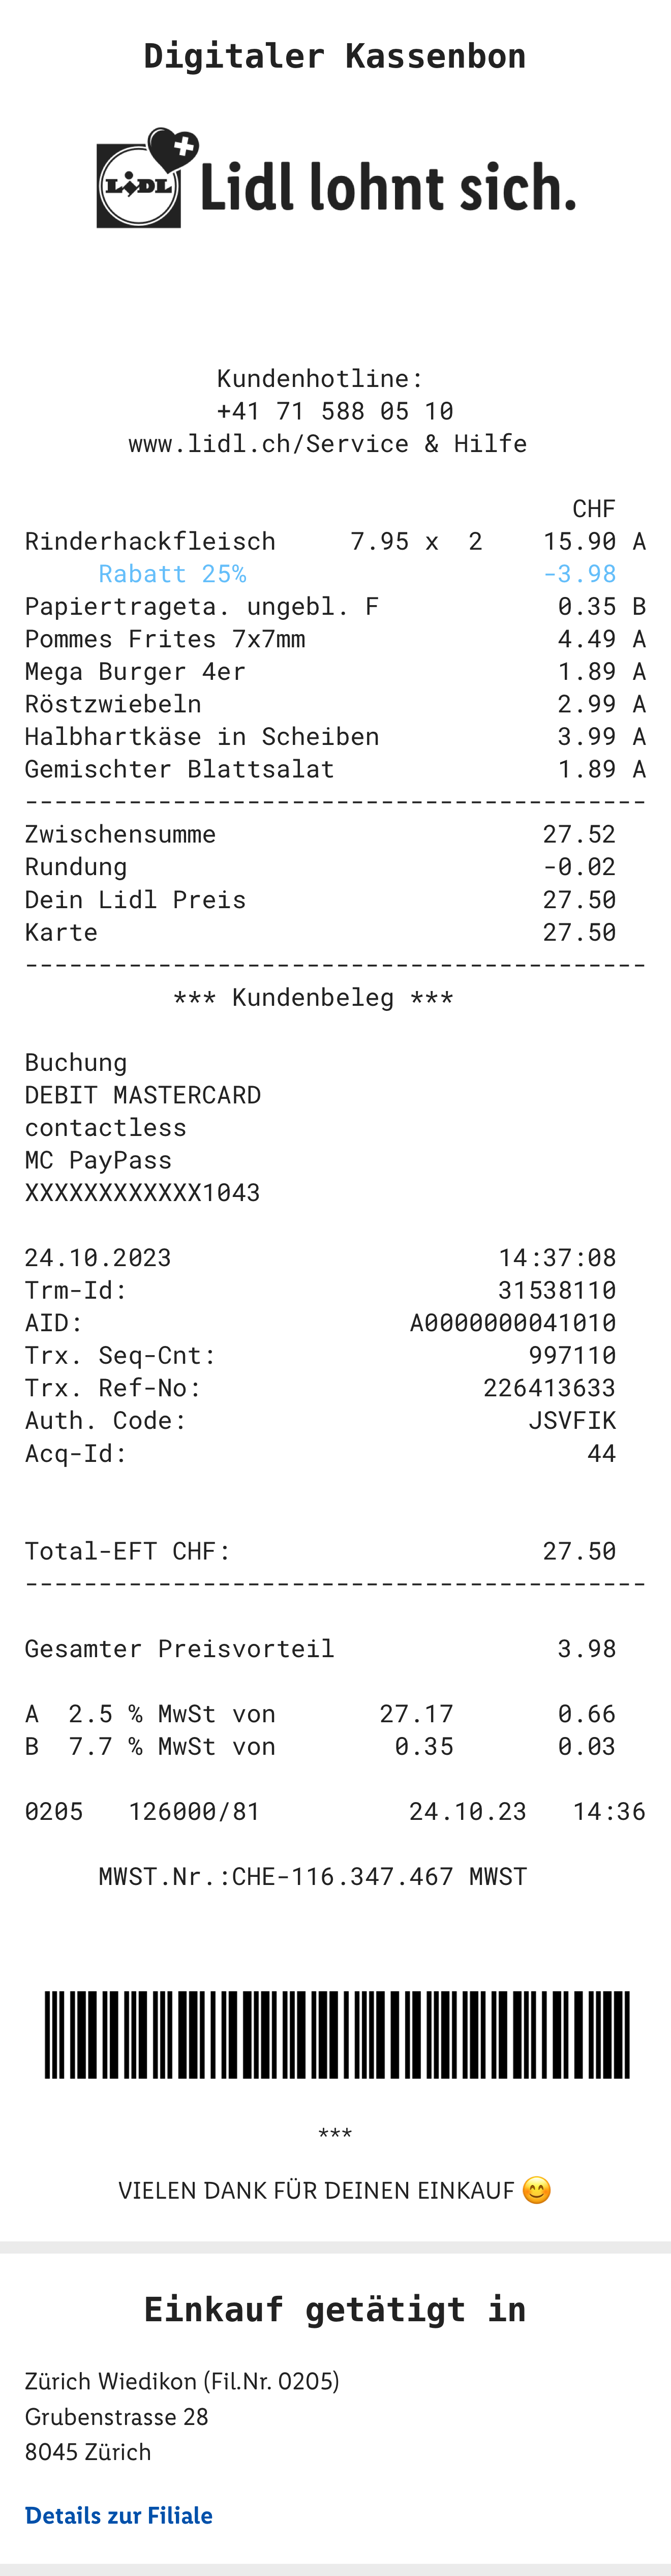 Digitaler Kassenbon
LIDL
Lidl lohnt sich.
Kundenhotline:
+41 71 588 05 10
www.lidl.ch/Service & Hilfe
CHF
Rinderhackfleisch 7.95 x 2 15.90 A
Rabatt 25% -3.98
Papiertrageta. ungebl. F 0.35 B
Pommes Frites 7x7mm 4.49 A
Mega Burger 4er 1.89 A
Röstzwiebeln 2.99 A
Halbhartkäse in Scheiben 3.99 A
Gemischter Blattsalat 1.89 A
------------------------------------------
Zwischensumme 27.52
Rundung -0.02
Dein Lidl Preis 27.50
Karte 27.50
------------------------------------------
*** Kundenbeleg ***
Buchung
DEBIT MASTERCARD
contactless
MC PayPass
XXXXXXXXXXXX1043
24.10.2023 14:37:08
Trm-Id: 31538110
AID: A0000000041010
Trx. Seq-Cnt: 997110
Trx. Ref-No: 226413633
Auth. Code: JSVFIK
Acq-Id: 44
Total-EFT CHF: 27.50
------------------------------------------
Gesamter Preisvorteil 3.98
A 2.5 % MwSt von 27.17 0.66
B 7.7 % MwSt von 0.35 0.03
0205 126000/81 24.10.23 14:36
MWST.Nr.:CHE-116.347.467 MWST
***
VIELEN DANK FÜR DEINEN EINKAUF 😊
Einkauf getätigt in
Zürich Wiedikon (Fil.Nr. 0205)
Grubenstrasse 28
8045 Zürich
Details zur Filiale